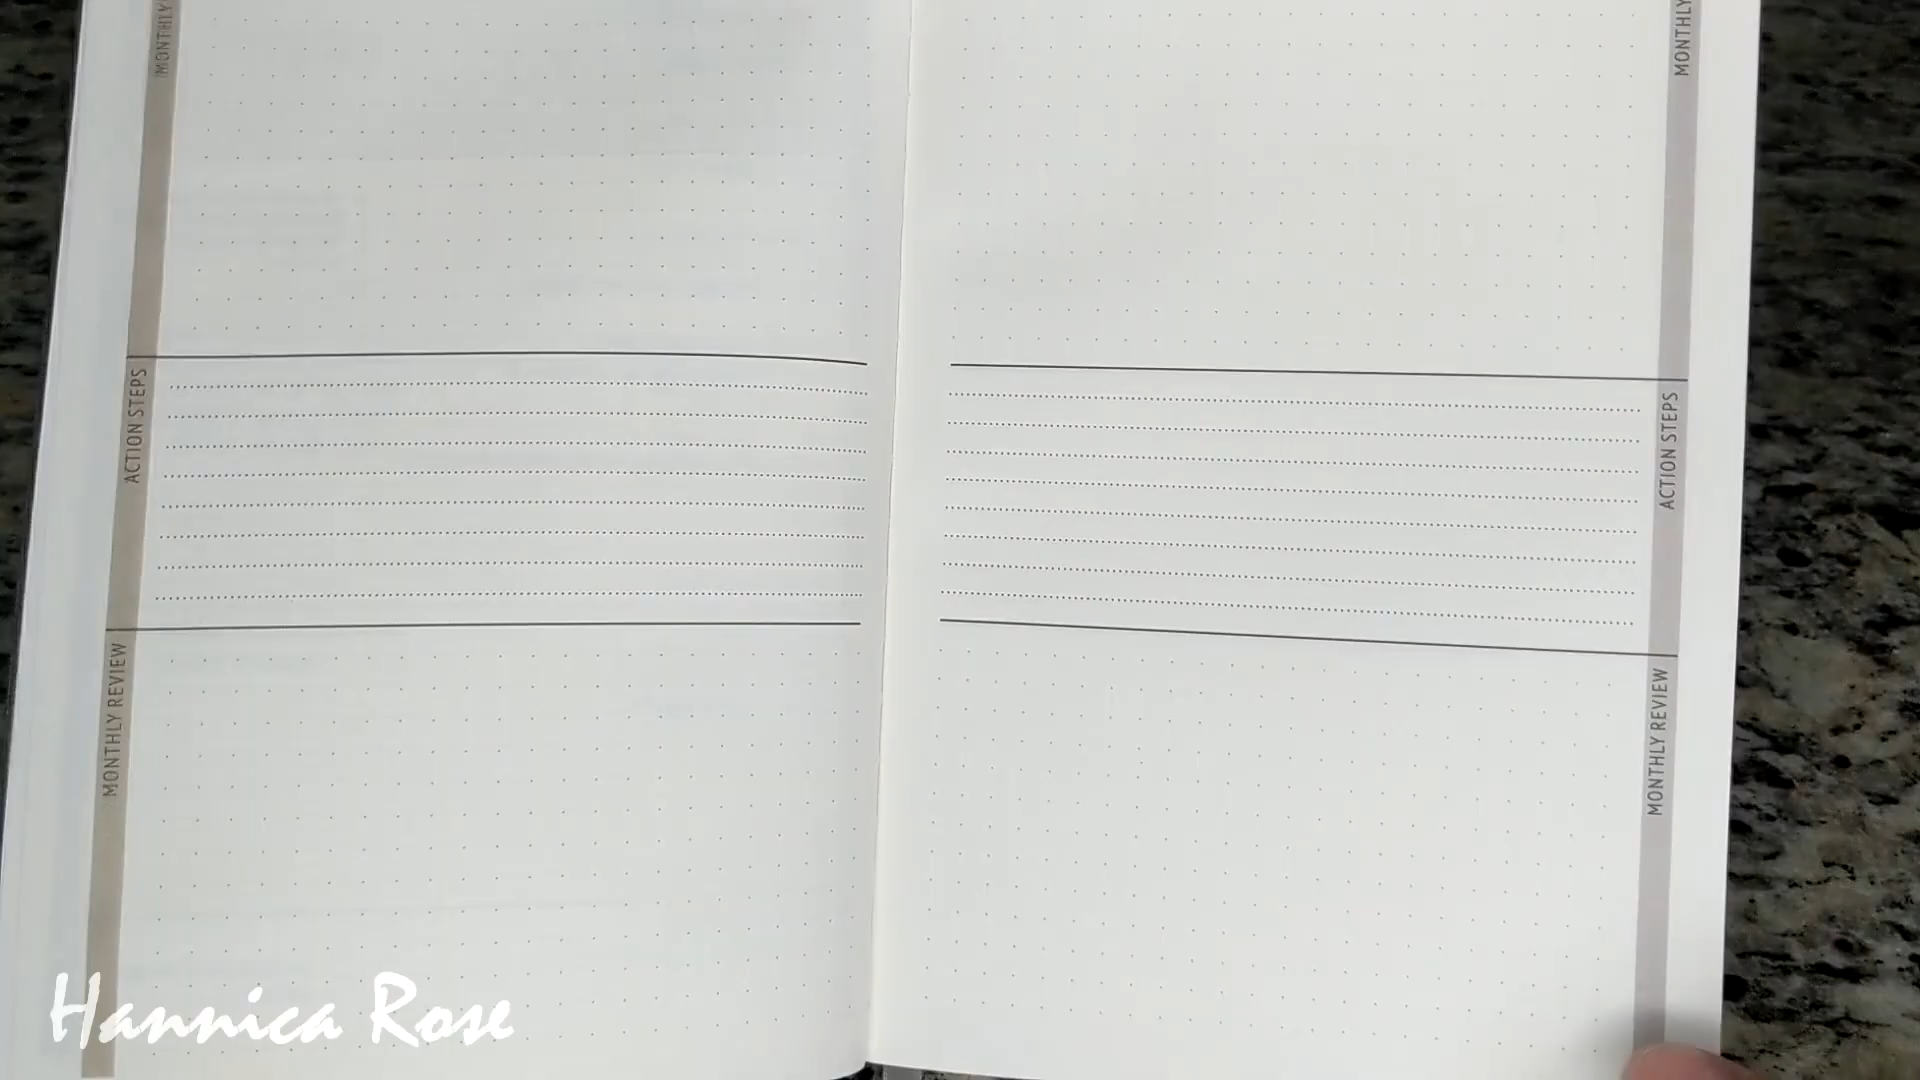 MONTHLY
ACTION STEPS
MONTHLY REVIEW
MONTHLY
ACTION STEPS
MONTHLY REVIEW
Hannica Rose